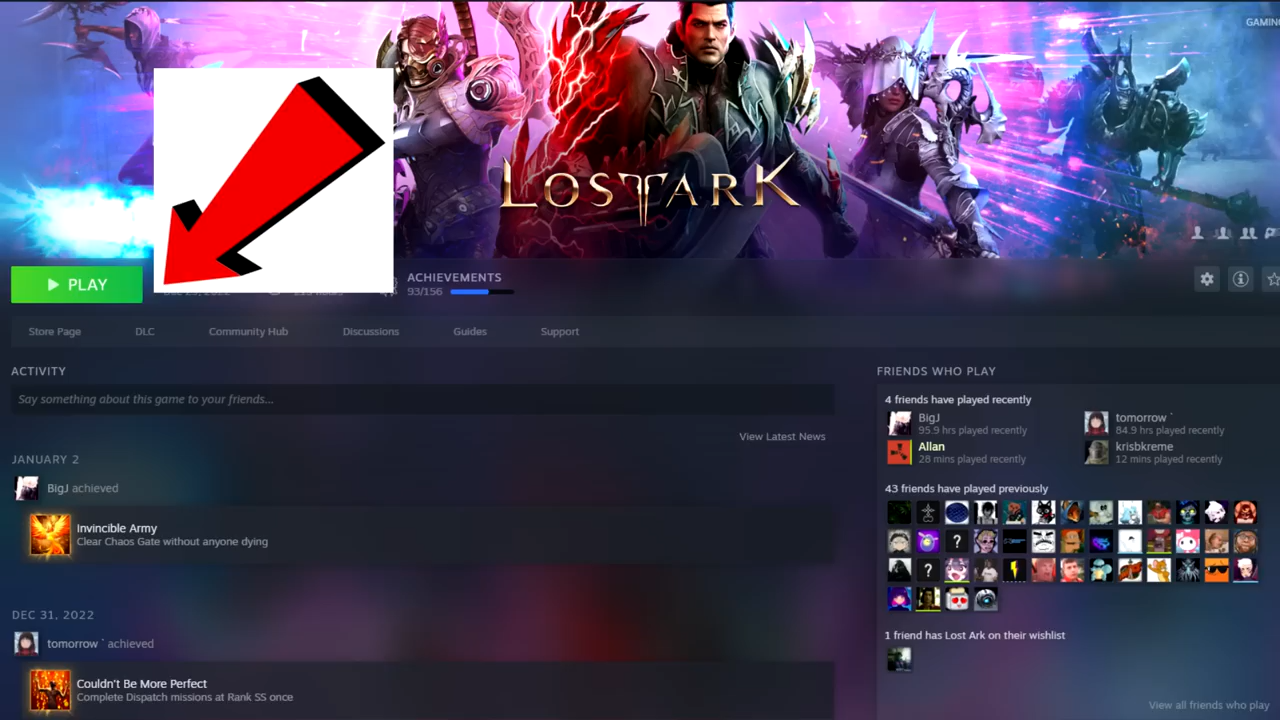 GAMING
LOST ARK
PLAY
ACHIEVEMENTS
93/156
Store Page
DLC
Community Hub
Discussions
Guides
Support
ACTIVITY
Say something about this game to your friends...
View Latest News
JANUARY 2
BigJ achieved
Invincible Army
Clear Chaos Gate without anyone dying
DEC 31, 2022
tomorrow ` achieved
Couldn't Be More Perfect
Complete Dispatch missions at Rank SS once
FRIENDS WHO PLAY
4 friends have played recently
BigJ
95.9 hrs played recently
tomorrow `
84.9 hrs played recently
Allan
28 mins played recently
krisbkreme
12 mins played recently
43 friends have played previously
?
?
1 friend has Lost Ark on their wishlist
View all friends who play